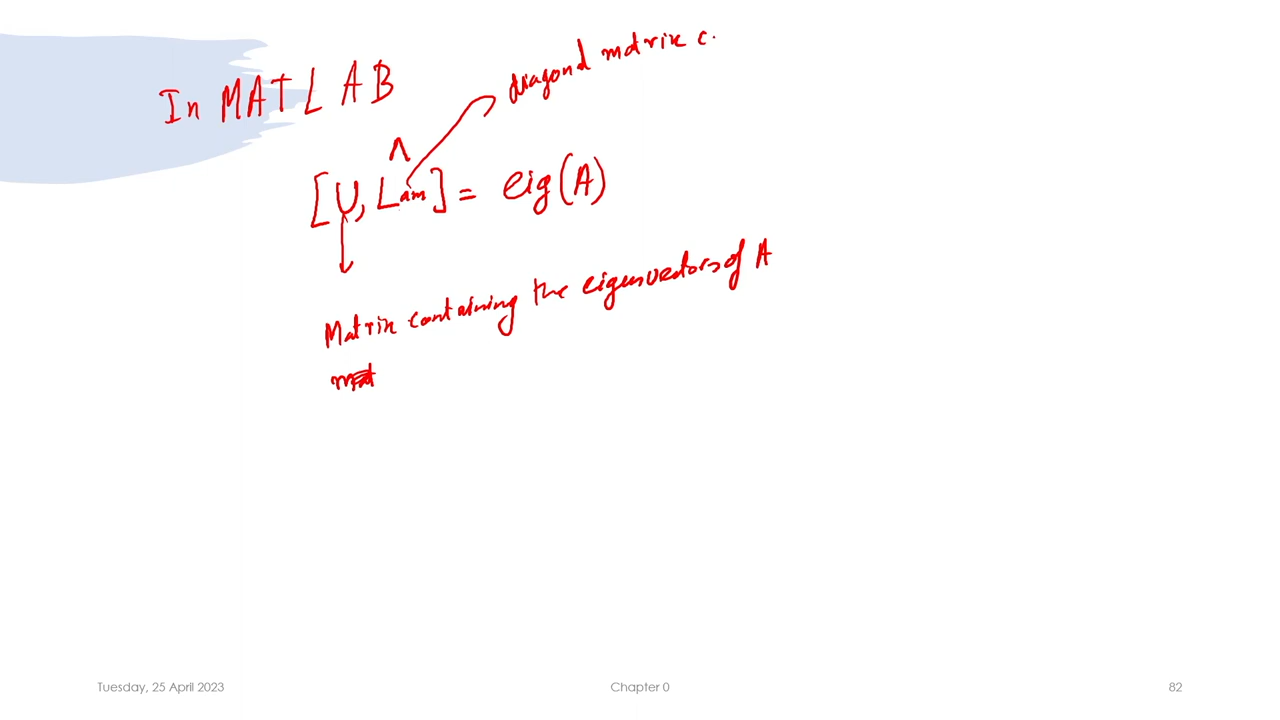 In MATLAB
diagonal matrix c.
Λ
[U, Lam] = eig(A)
Matrix containing the eigenvectors of A
Tuesday, 25 April 2023
Chapter 0
82